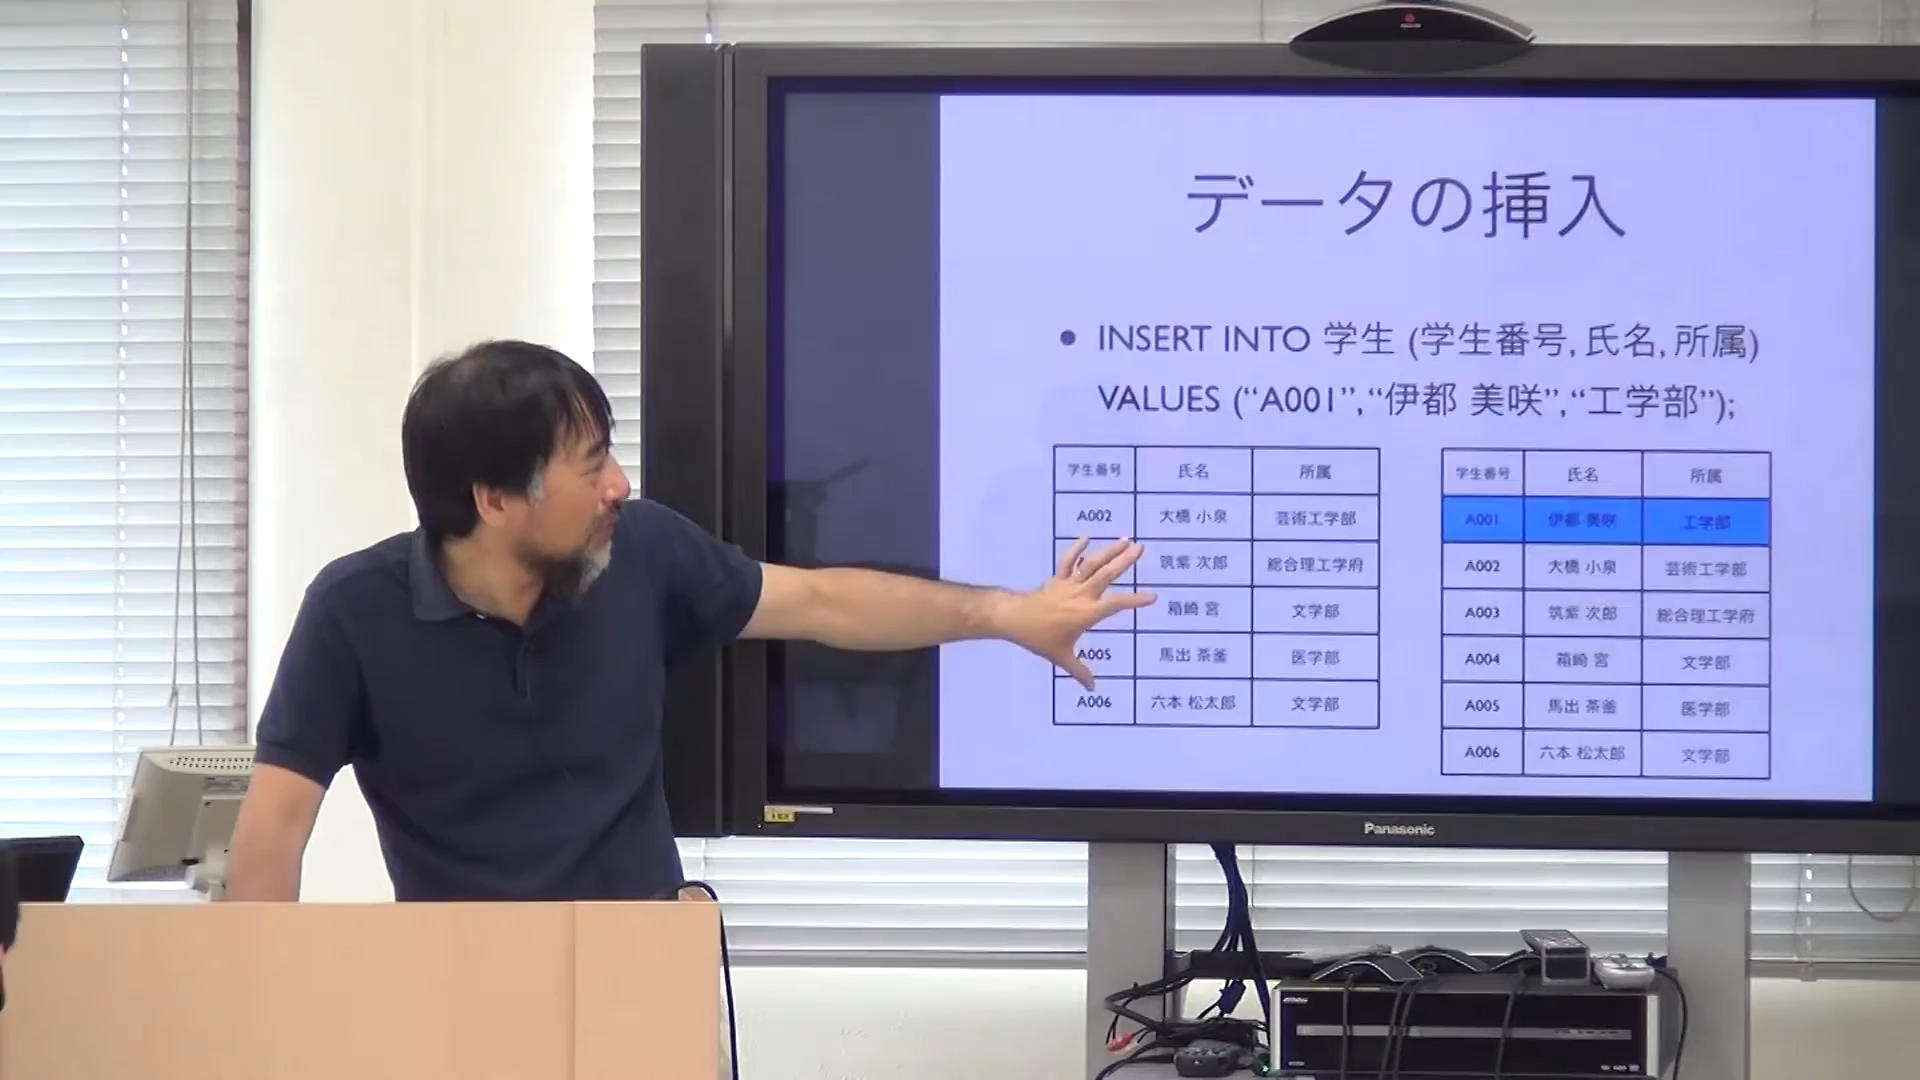 データの挿入
• INSERT INTO 学生 (学生番号, 氏名, 所属)
VALUES (“A001”, “伊都 美咲”, “工学部”);
学生番号 氏名 所属
A002 大橋 小泉 芸術工学部
筑紫 次郎 総合理工学府
箱崎 宮 文学部
A005 馬出 茶釜 医学部
A006 六本 松太郎 文学部
学生番号 氏名 所属
A001 伊都 美咲 工学部
A002 大橋 小泉 芸術工学部
A003 筑紫 次郎 総合理工学府
A004 箱崎 宮 文学部
A005 馬出 茶釜 医学部
A006 六本 松太郎 文学部
Panasonic